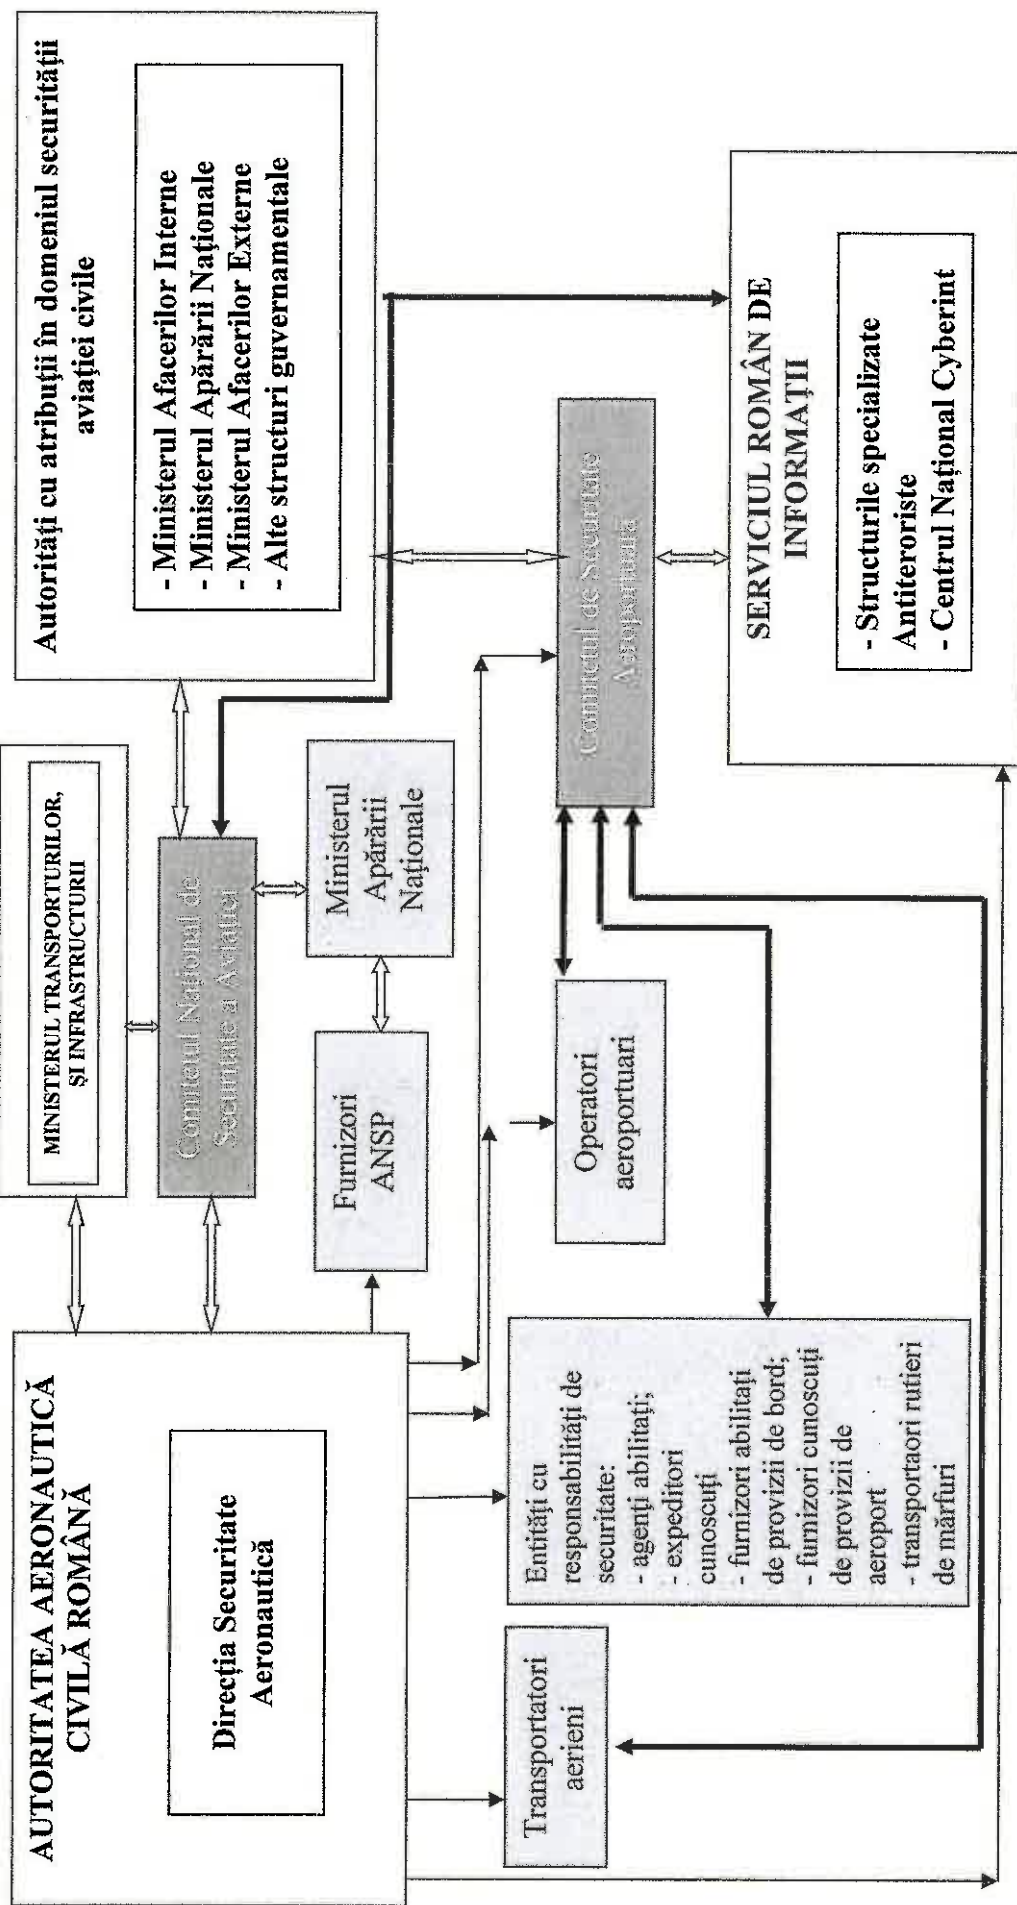 AUTORITATEA AERONAUTICĂ
CIVILĂ ROMÂNĂ
Direcția Securitate
Aeronautică
MINISTERUL TRANSPORTURILOR,
ȘI INFRASTRUCTURII
Comitetul Național de
Securitate a Aviației
Autorități cu atribuții în domeniul securității
aviației civile
- Ministerul Afacerilor Interne
- Ministerul Apărării Naționale
- Ministerul Afacerilor Externe
- Alte structuri guvernamentale
Furnizori
ANSP
Ministerul
Apărării
Naționale
Transportatori
aerieni
Entități cu
responsabilități de
securitate:
- agenți abilitați;
- expeditori
cunoscuți
- furnizori abilitați
de provizii de bord;
- furnizori cunoscuți
de provizii de
aeroport
- transportaori rutieri
de mărfuri
Operatori
aeroportuari
Comitetul de Securitate
Aeroportuară
SERVICIUL ROMÂN DE
INFORMAȚII
- Structurile specializate
Antiteroriste
- Centrul Național Cyberint